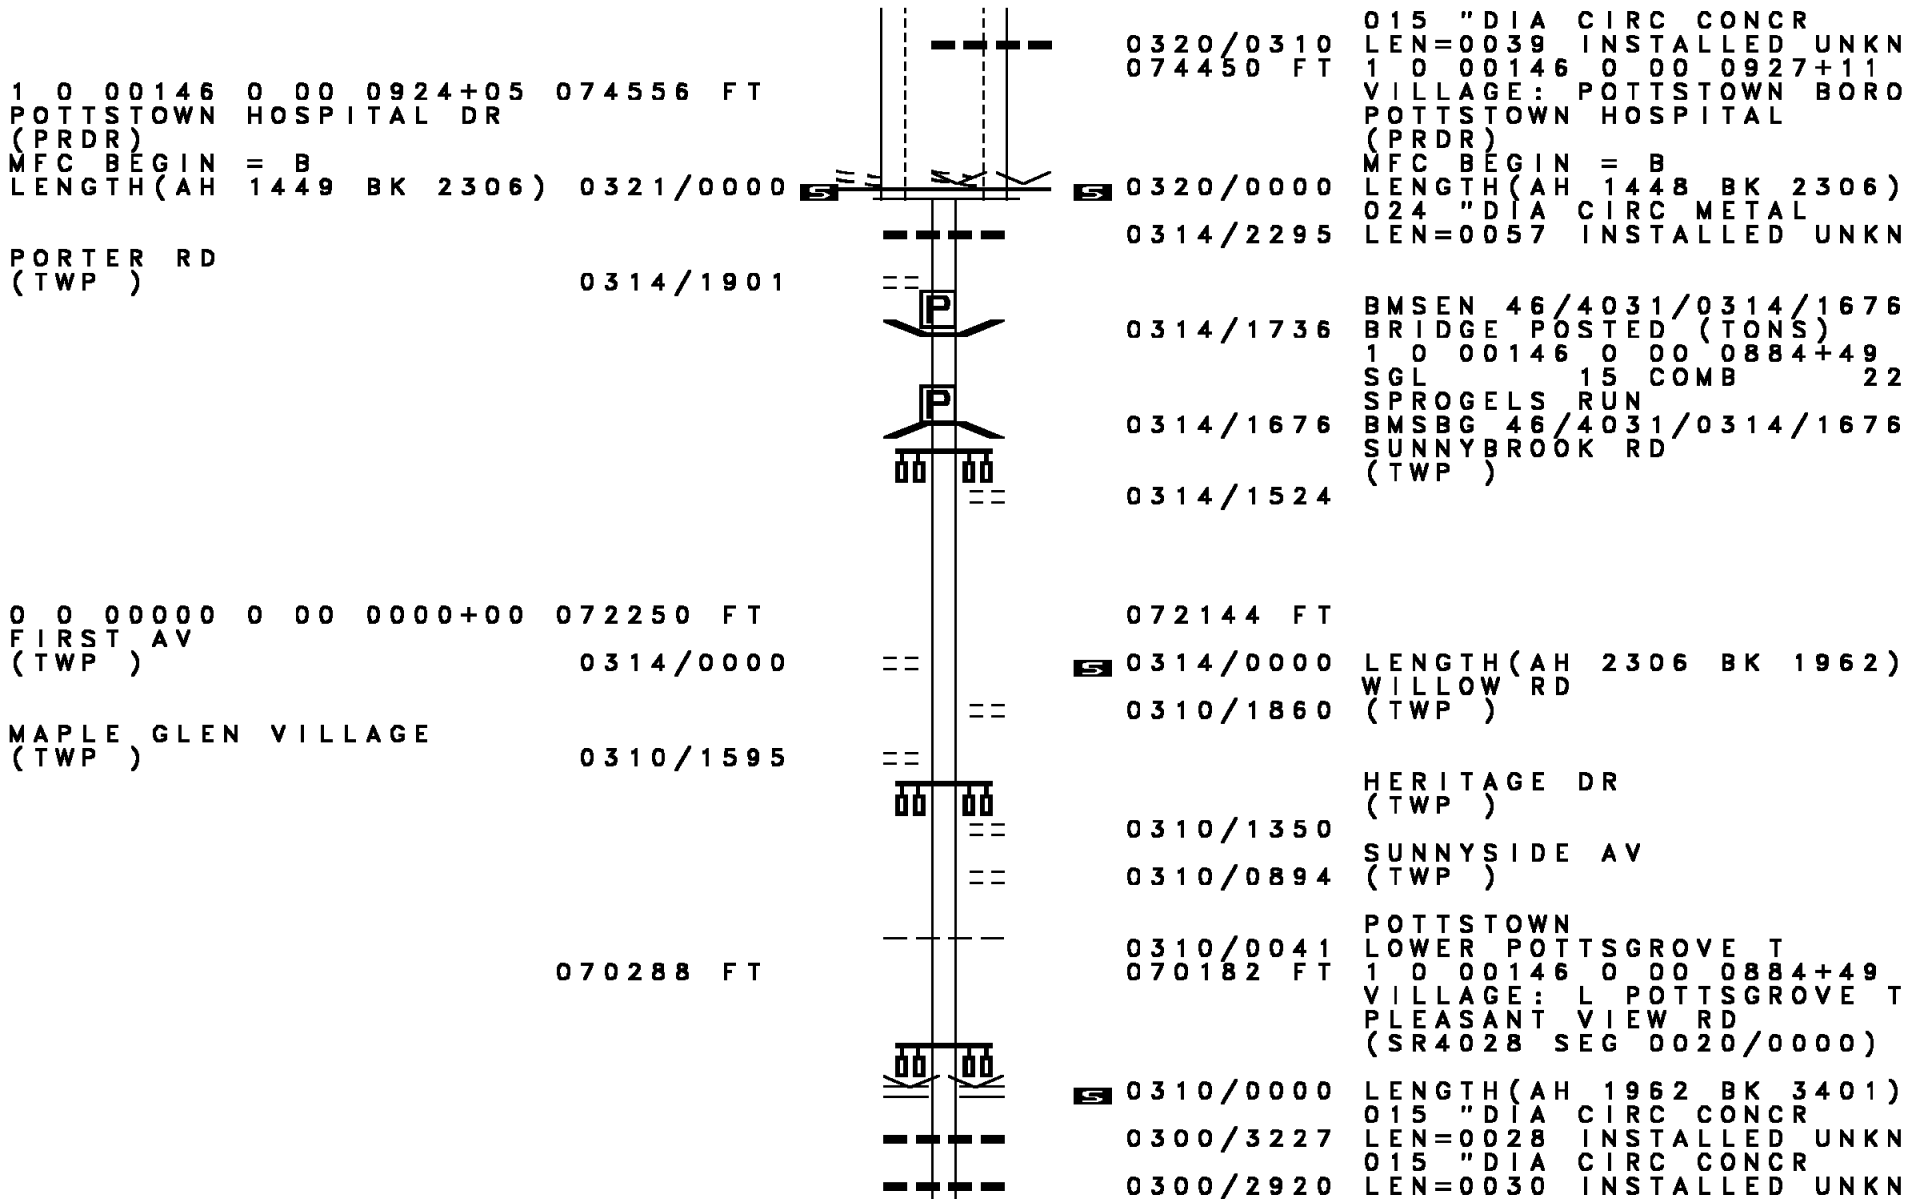 015 "DIA CIRC CONCR
0320/0310 LEN=0039 INSTALLED UNKN
074450 FT 1 0 00146 0 00 0927+11
1 0 00146 0 00 0924+05 074556 FT VILLAGE: POTTSTOWN BORO
POTTSTOWN HOSPITAL DR POTTSTOWN HOSPITAL
(PRDR) (PRDR)
MFC BEGIN = B MFC BEGIN = B
LENGTH(AH 1449 BK 2306) 0321/0000 S S 0320/0000 LENGTH(AH 1448 BK 2306)
024 "DIA CIRC METAL
0314/2295 LEN=0057 INSTALLED UNKN
PORTER RD
(TWP ) 0314/1901
P BMSEN 46/4031/0314/1676
0314/1736 BRIDGE POSTED (TONS)
1 0 00146 0 00 0884+49
SGL 15 COMB 22
P SPROGELS RUN
0314/1676 BMSBG 46/4031/0314/1676
SUNNYBROOK RD
(TWP )
0314/1524
0 0 00000 0 00 0000+00 072250 FT 072144 FT
FIRST AV
(TWP ) 0314/0000 S 0314/0000 LENGTH(AH 2306 BK 1962)
WILLOW RD
0310/1860 (TWP )
MAPLE GLEN VILLAGE
(TWP ) 0310/1595
HERITAGE DR
(TWP )
0310/1350
SUNNYSIDE AV
0310/0894 (TWP )
POTTSTOWN
0310/0041 LOWER POTTSGROVE T
070288 FT 070182 FT 1 0 00146 0 00 0884+49
VILLAGE: L POTTSGROVE T
PLEASANT VIEW RD
(SR4028 SEG 0020/0000)
S 0310/0000 LENGTH(AH 1962 BK 3401)
015 "DIA CIRC CONCR
0300/3227 LEN=0028 INSTALLED UNKN
015 "DIA CIRC CONCR
0300/2920 LEN=0030 INSTALLED UNKN